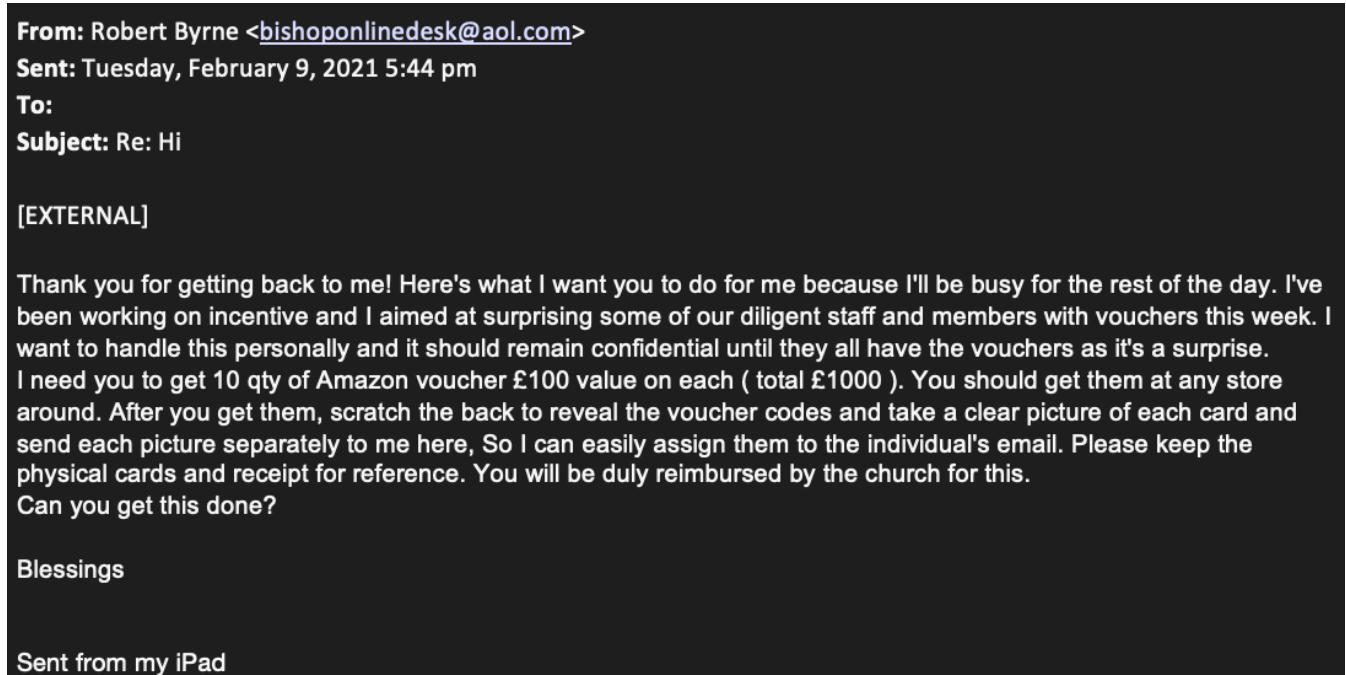 From: Robert Byrne <bishoponlinedesk@aol.com>
Sent: Tuesday, February 9, 2021 5:44 pm
To:
Subject: Re: Hi
[EXTERNAL]
Thank you for getting back to me! Here's what I want you to do for me because I'll be busy for the rest of the day. I've
been working on incentive and I aimed at surprising some of our diligent staff and members with vouchers this week. I
want to handle this personally and it should remain confidential until they all have the vouchers as it's a surprise.
I need you to get 10 qty of Amazon voucher £100 value on each ( total £1000 ). You should get them at any store
around. After you get them, scratch the back to reveal the voucher codes and take a clear picture of each card and
send each picture separately to me here, So I can easily assign them to the individual's email. Please keep the
physical cards and receipt for reference. You will be duly reimbursed by the church for this.
Can you get this done?
Blessings
Sent from my iPad